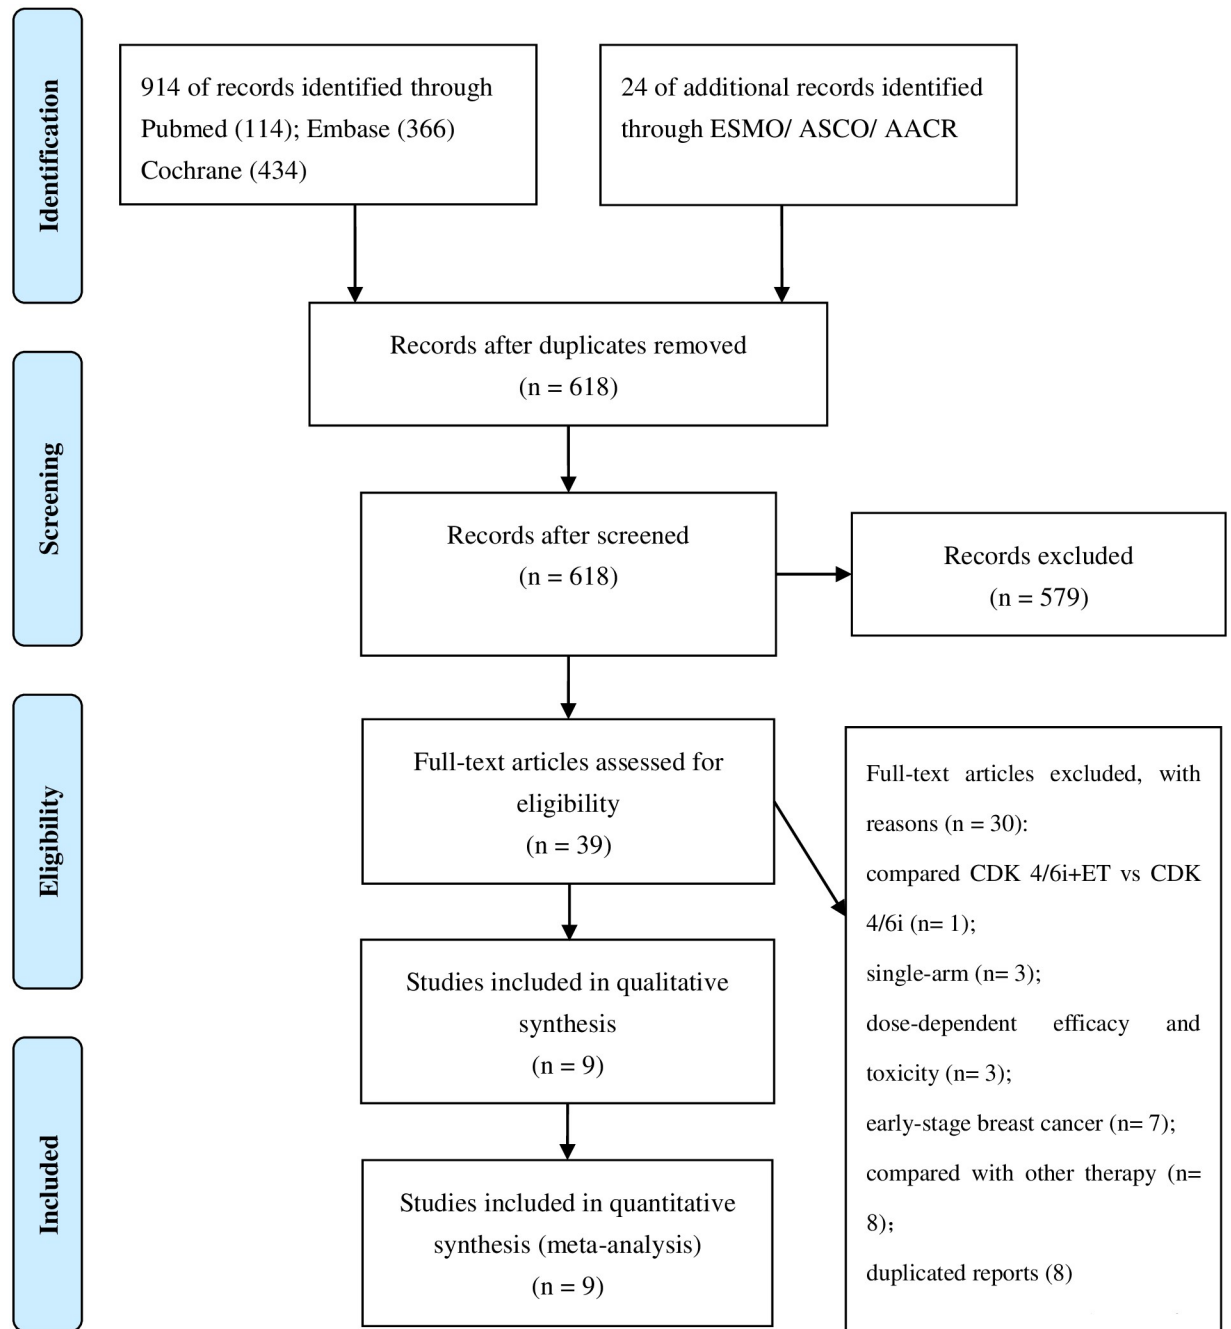 Identification
914 of records identified through
Pubmed (114); Embase (366)
Cochrane (434)
24 of additional records identified
through ESMO/ ASCO/ AACR
Records after duplicates removed
(n = 618)
Screening
Records after screened
(n = 618)
Records excluded
(n = 579)
Eligibility
Full-text articles assessed for
eligibility
(n = 39)
Full-text articles excluded, with
reasons (n = 30):
compared CDK 4/6i+ET vs CDK
4/6i (n= 1);
single-arm (n= 3);
dose-dependent efficacy and
toxicity (n= 3);
early-stage breast cancer (n= 7);
compared with other therapy (n=
8)；
duplicated reports (8)
Studies included in qualitative
synthesis
(n = 9)
Included
Studies included in quantitative
synthesis (meta-analysis)
(n = 9)